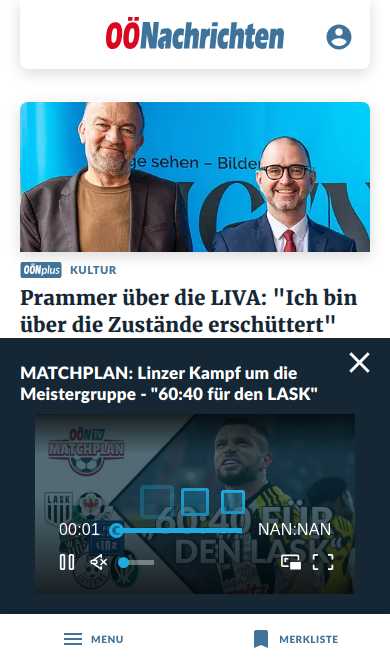 OÖNachrichten
ge sehen – Bilde
OÖNplus KULTUR
Prammer über die LIVA: "Ich bin
über die Zustände erschüttert"
MATCHPLAN: Linzer Kampf um die
Meistergruppe - "60:40 für den LASK"
OÖN TV
MATCHPLAN
LASK
"60:40 FÜR
DEN LASK"
00:01
NAN:NAN
MENU
MERKLISTE